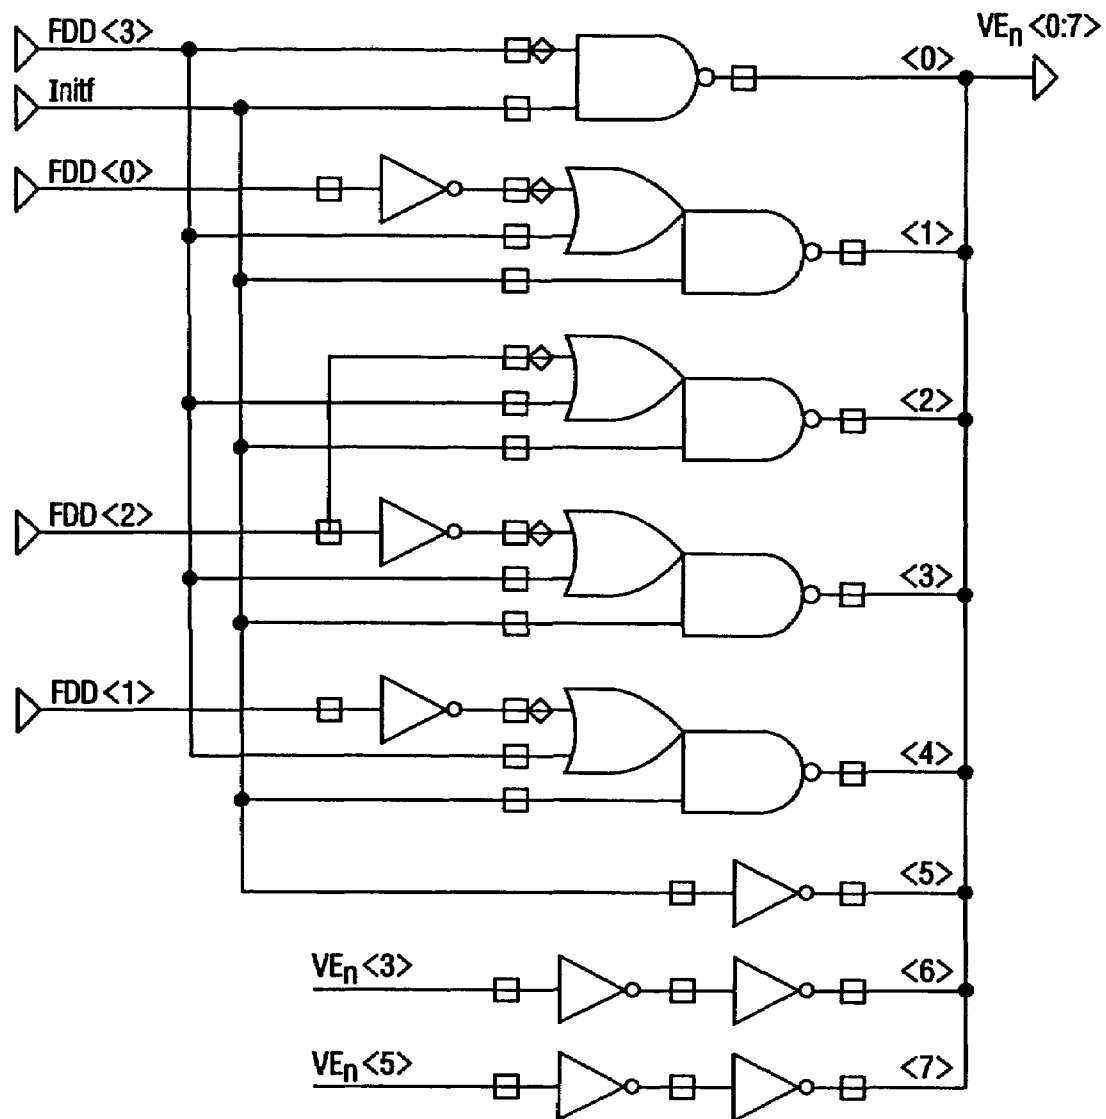 FDD<3>
<0>
VEn<0:7>
Initf
FDD<0>
<1>
<2>
FDD<2>
<3>
FDD<1>
<4>
<5>
VEn<3>
<6>
VEn<5>
<7>